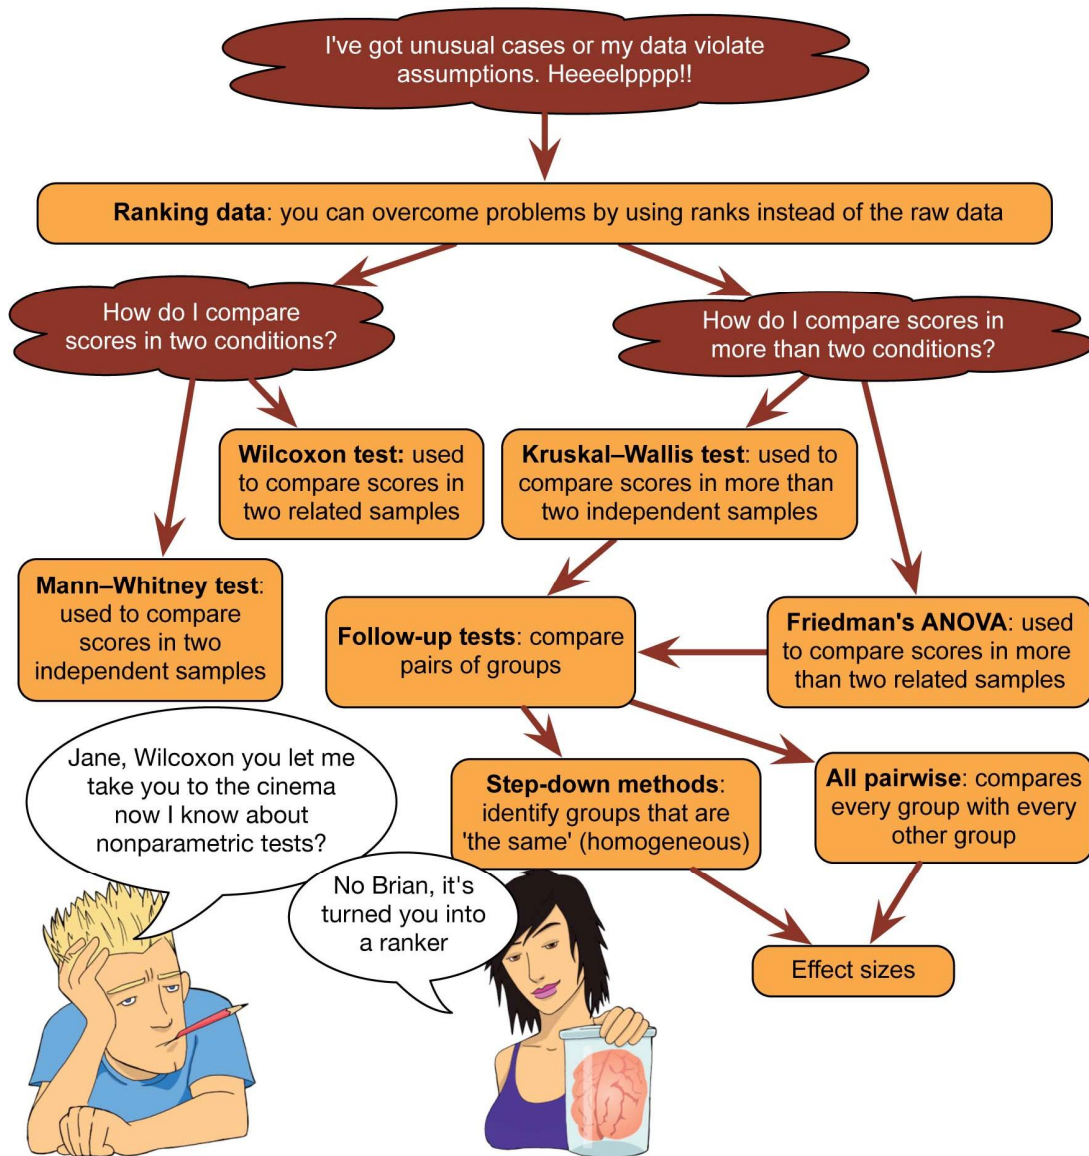 I've got unusual cases or my data violate
assumptions. Heeeelpppp!!
Ranking data: you can overcome problems by using ranks instead of the raw data
How do I compare
scores in two conditions?
How do I compare scores in
more than two conditions?
Wilcoxon test: used
to compare scores in
two related samples
Kruskal–Wallis test: used to
compare scores in more than
two independent samples
Mann–Whitney test:
used to compare
scores in two
independent samples
Follow-up tests: compare
pairs of groups
Friedman's ANOVA: used
to compare scores in more
than two related samples
Jane, Wilcoxon you let me
take you to the cinema
now I know about
nonparametric tests?
Step-down methods:
identify groups that are
'the same' (homogeneous)
All pairwise: compares
every group with every
other group
No Brian, it's
turned you into
a ranker
Effect sizes